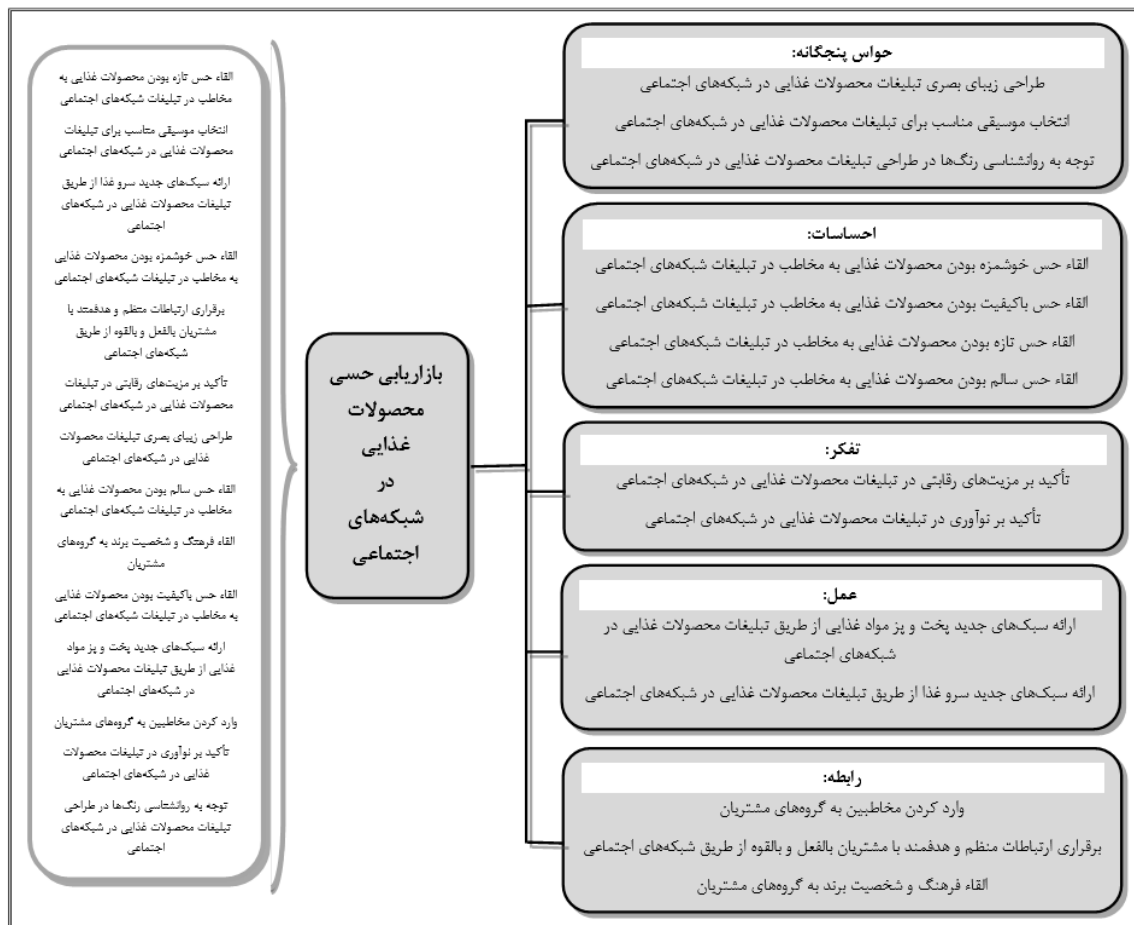 حواس پنجگانه:
طراحی زیبای بصری تبلیغات محصولات غذایی در شبکه‌های اجتماعی
انتخاب موسیقی مناسب برای تبلیغات محصولات غذایی در شبکه‌های اجتماعی
توجه به روانشناسی رنگ‌ها در طراحی تبلیغات محصولات غذایی در شبکه‌های اجتماعی
احساسات:
القاء حس خوشمزه بودن محصولات غذایی به مخاطب در تبلیغات شبکه‌های اجتماعی
القاء حس باکیفیت بودن محصولات غذایی به مخاطب در تبلیغات شبکه‌های اجتماعی
القاء حس تازه بودن محصولات غذایی به مخاطب در تبلیغات شبکه‌های اجتماعی
القاء حس سالم بودن محصولات غذایی به مخاطب در تبلیغات شبکه‌های اجتماعی
تفکر:
تأکید بر مزیت‌های رقابتی در تبلیغات محصولات غذایی در شبکه‌های اجتماعی
تأکید بر نوآوری در تبلیغات محصولات غذایی در شبکه‌های اجتماعی
عمل:
ارائه سبک‌های جدید پخت و پز مواد غذایی از طریق تبلیغات محصولات غذایی در
شبکه‌های اجتماعی
ارائه سبک‌های جدید سرو غذا از طریق تبلیغات محصولات غذایی در شبکه‌های اجتماعی
رابطه:
وارد کردن مخاطبین به گروه‌های مشتریان
برقراری ارتباطات منظم و هدفمند با مشتریان بالفعل و بالقوه از طریق شبکه‌های اجتماعی
القاء فرهنگ و شخصیت برند به گروه‌های مشتریان
بازاریابی حسی
محصولات
غذایی
در
شبکه‌های
اجتماعی
القاء حس تازه بودن محصولات غذایی به
مخاطب در تبلیغات شبکه‌های اجتماعی
انتخاب موسیقی مناسب برای تبلیغات
محصولات غذایی در شبکه‌های اجتماعی
ارائه سبک‌های جدید سرو غذا از طریق
تبلیغات محصولات غذایی در شبکه‌های
اجتماعی
القاء حس خوشمزه بودن محصولات غذایی
به مخاطب در تبلیغات شبکه‌های اجتماعی
برقراری ارتباطات منظم و هدفمند با
مشتریان بالفعل و بالقوه از طریق
شبکه‌های اجتماعی
تأکید بر مزیت‌های رقابتی در تبلیغات
محصولات غذایی در شبکه‌های اجتماعی
طراحی زیبای بصری تبلیغات محصولات
غذایی در شبکه‌های اجتماعی
القاء حس سالم بودن محصولات غذایی به
مخاطب در تبلیغات شبکه‌های اجتماعی
القاء فرهنگ و شخصیت برند به گروه‌های
مشتریان
القاء حس باکیفیت بودن محصولات غذایی
به مخاطب در تبلیغات شبکه‌های اجتماعی
ارائه سبک‌های جدید پخت و پز مواد
غذایی از طریق تبلیغات محصولات غذایی
در شبکه‌های اجتماعی
وارد کردن مخاطبین به گروه‌های مشتریان
تأکید بر نوآوری در تبلیغات محصولات
غذایی در شبکه‌های اجتماعی
توجه به روانشناسی رنگ‌ها در طراحی
تبلیغات محصولات غذایی در شبکه‌های
اجتماعی